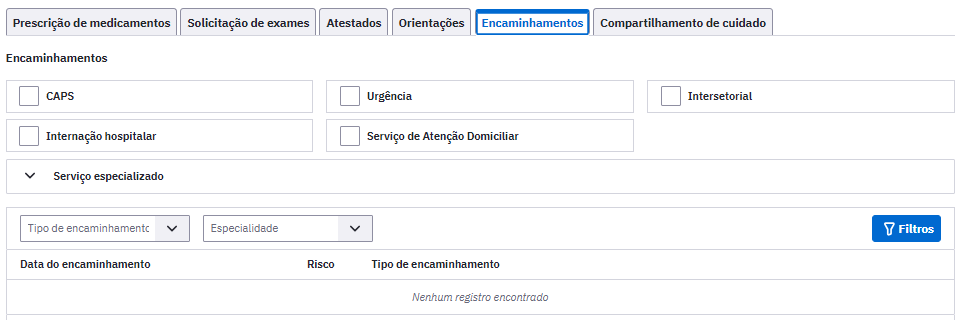 Prescrição de medicamentos Solicitação de exames Atestados Orientações Encaminhamentos Compartilhamento de cuidado
Encaminhamentos
CAPS Urgência Intersetorial
Internação hospitalar Serviço de Atenção Domiciliar
Serviço especializado
Tipo de encaminhamento Especialidade Filtros
Data do encaminhamento Risco Tipo de encaminhamento
Nenhum registro encontrado